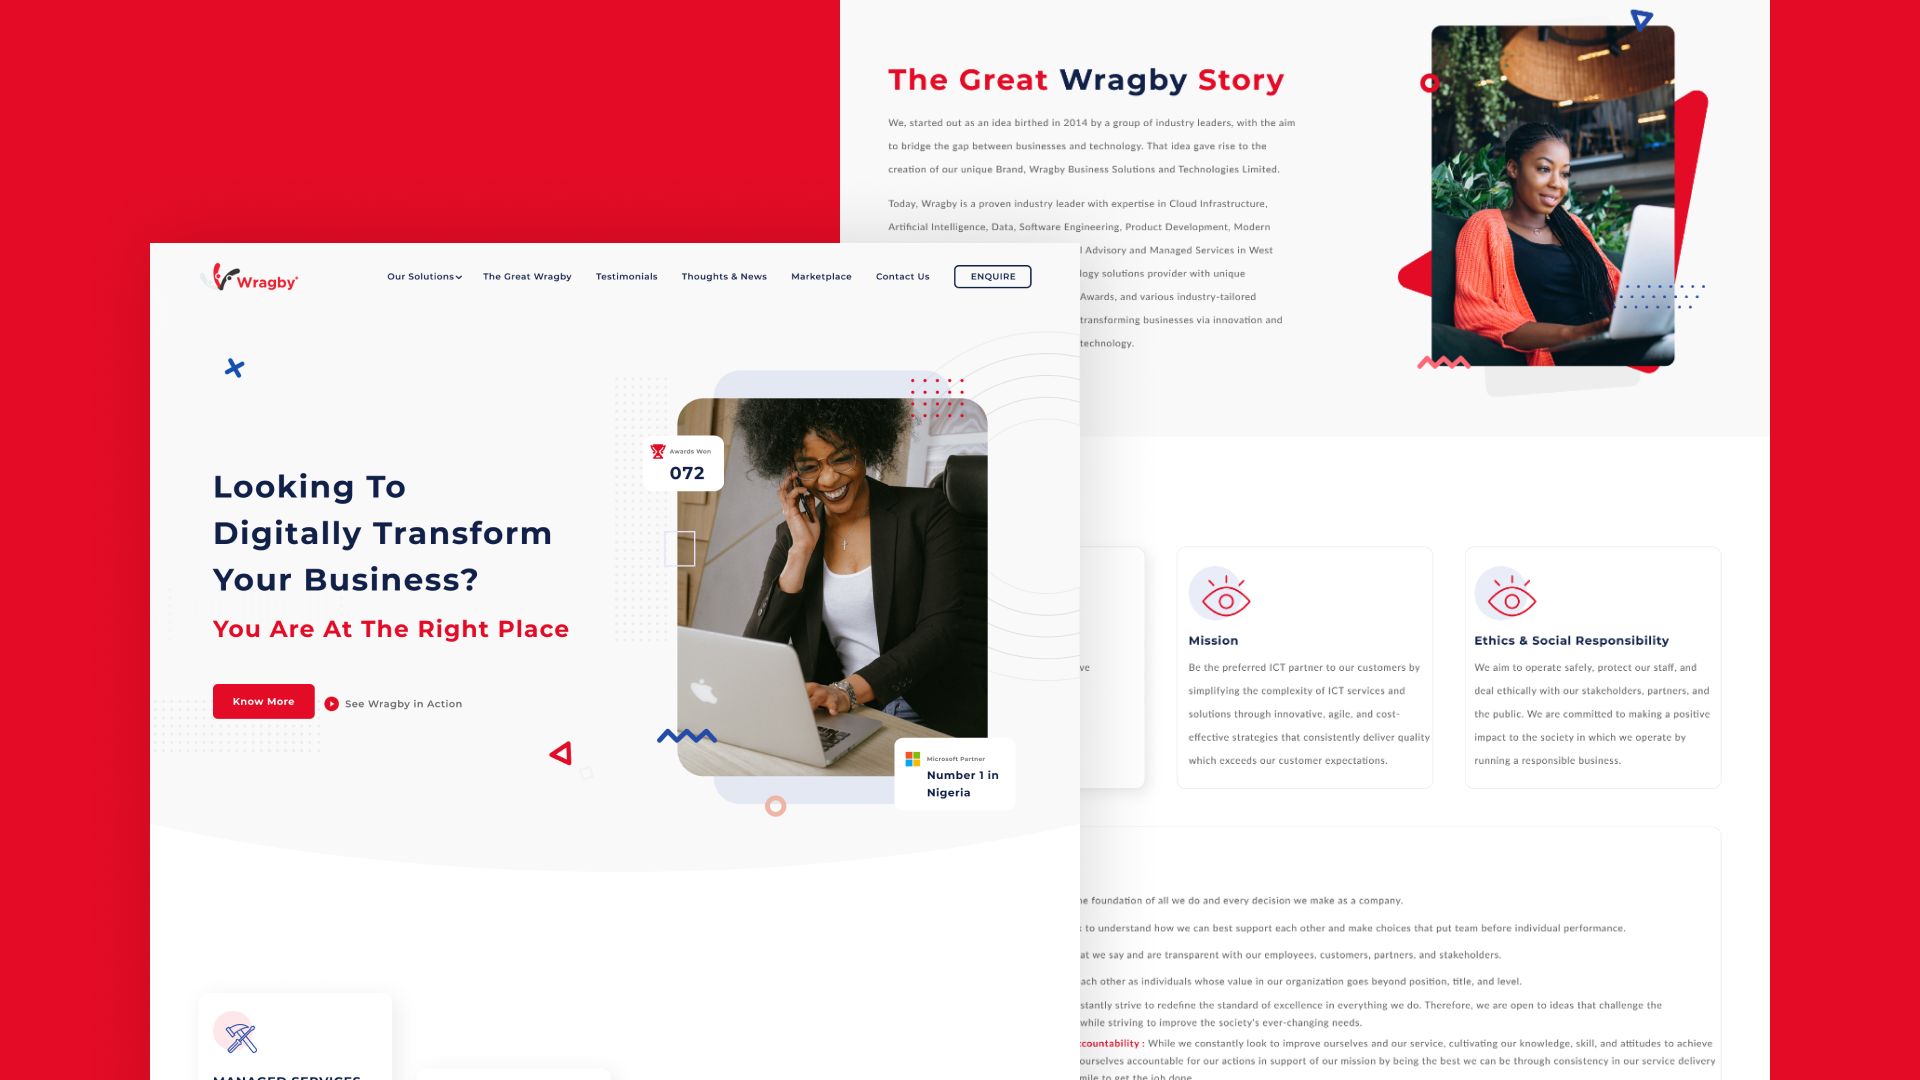 The Great Wragby Story
We, started out as an idea birthed in 2014 by a group of industry leaders, with the aim
to bridge the gap between businesses and technology. That idea gave rise to the
creation of our unique Brand, Wragby Business Solutions and Technologies Limited.
Today, Wragby is a proven industry leader with expertise in Cloud Infrastructure,
Artificial Intelligence, Data, Software Engineering, Product Development, Modern
Advisory and Managed Services in West
logy solutions provider with unique
Awards, and various industry-tailored
transforming businesses via innovation and
technology.
Wragby
Our Solutions
The Great Wragby
Testimonials
Thoughts & News
Marketplace
Contact Us
ENQUIRE
Looking To
Digitally Transform
Your Business?
You Are At The Right Place
Know More
See Wragby in Action
Awards Won
072
Microsoft Partner
Number 1 in
Nigeria
MANAGED SERVICES
ve
Mission
Be the preferred ICT partner to our customers by
simplifying the complexity of ICT services and
solutions through innovative, agile, and cost-
effective strategies that consistently deliver quality
which exceeds our customer expectations.
Ethics & Social Responsibility
We aim to operate safely, protect our staff, and
deal ethically with our stakeholders, partners, and
the public. We are committed to making a positive
impact to the society in which we operate by
running a responsible business.
foundation of all we do and every decision we make as a company.
to understand how we can best support each other and make choices that put team before individual performance.
at we say and are transparent with our employees, customers, partners, and stakeholders.
ach other as individuals whose value in our organization goes beyond position, title, and level.
stantly strive to redefine the standard of excellence in everything we do. Therefore, we are open to ideas that challenge the
while striving to improve the society's ever-changing needs.
ccountability : While we constantly look to improve ourselves and our service, cultivating our knowledge, skill, and attitudes to achieve
ourselves accountable for our actions in support of our mission by being the best we can be through consistency in our service delivery
mile to get the job done